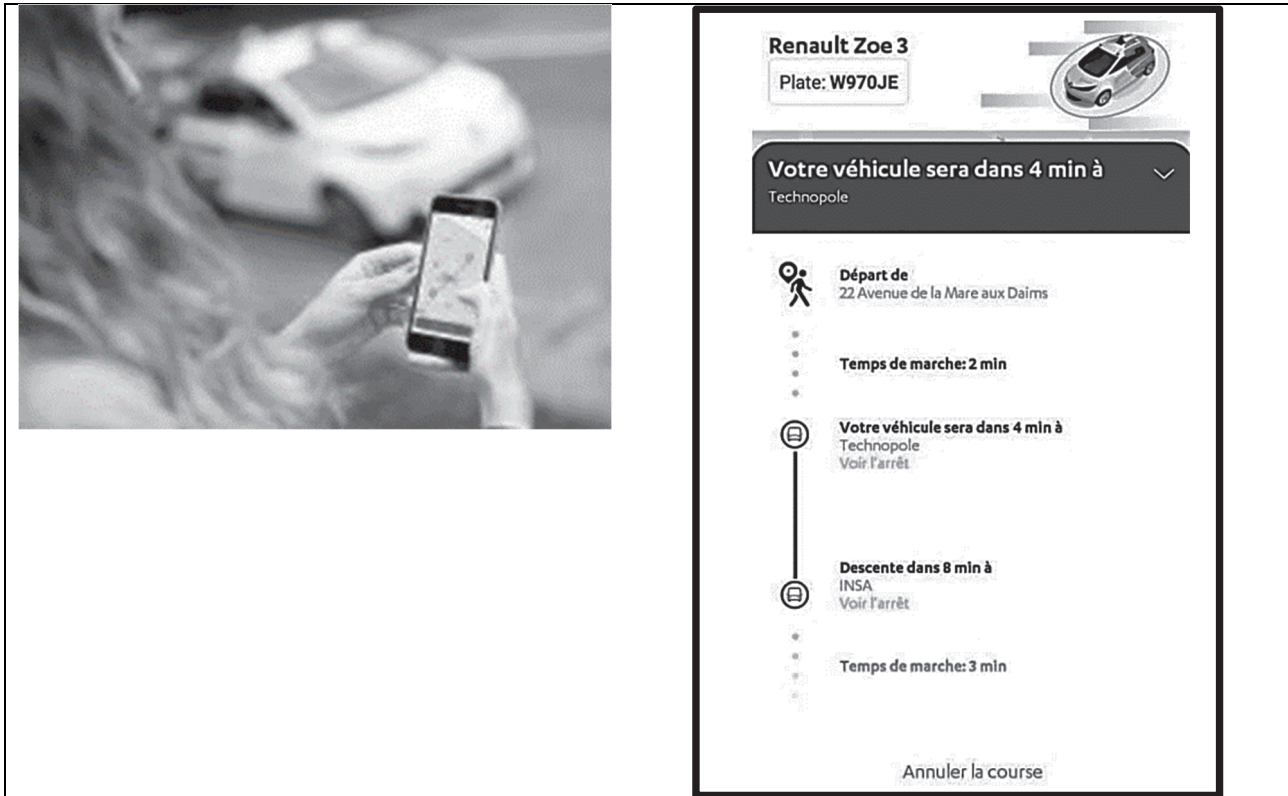 Renault Zoe 3
Plate: W970JE
Votre véhicule sera dans 4 min à
Technopole
Départ de
22 Avenue de la Mare aux Daims
Temps de marche: 2 min
Votre véhicule sera dans 4 min à
Technopole
Voir l'arrêt
Descente dans 8 min à
INSA
Voir l'arrêt
Temps de marche: 3 min
Annuler la course